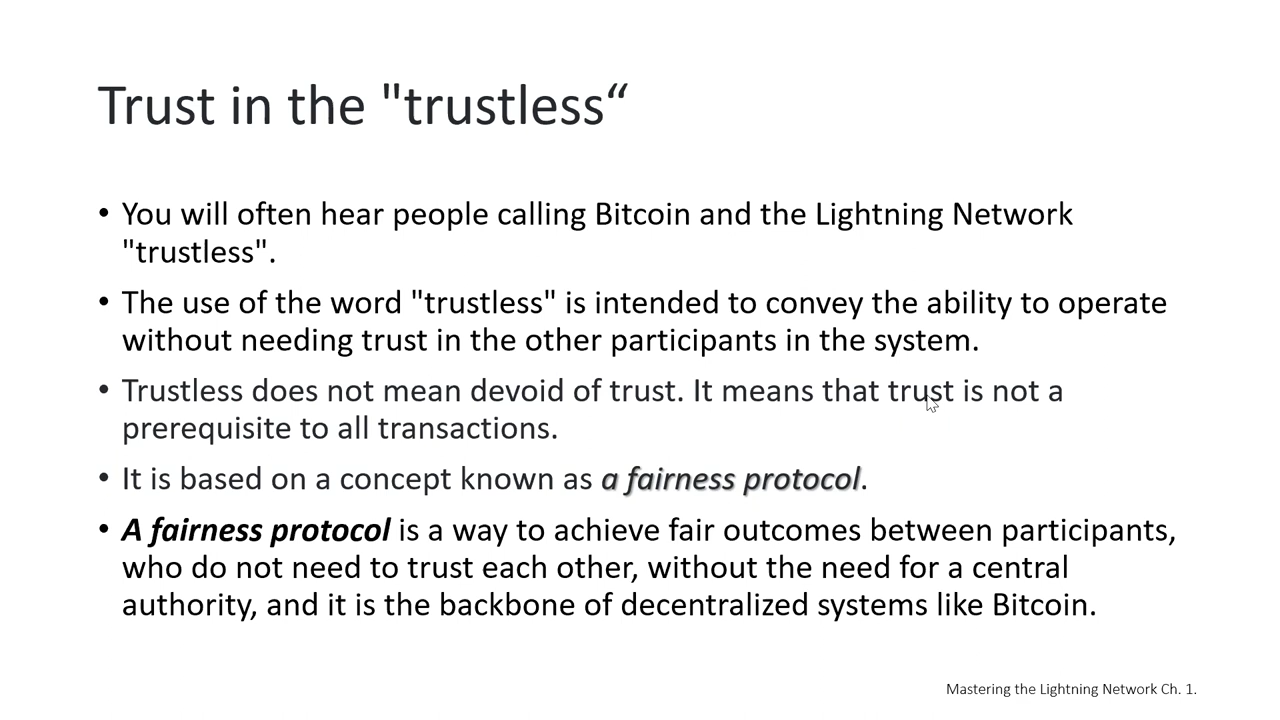 Trust in the "trustless“
• You will often hear people calling Bitcoin and the Lightning Network
"trustless".
• The use of the word "trustless" is intended to convey the ability to operate
without needing trust in the other participants in the system.
• Trustless does not mean devoid of trust. It means that trust is not a
prerequisite to all transactions.
• It is based on a concept known as a fairness protocol.
• A fairness protocol is a way to achieve fair outcomes between participants,
who do not need to trust each other, without the need for a central
authority, and it is the backbone of decentralized systems like Bitcoin.
Mastering the Lightning Network Ch. 1.